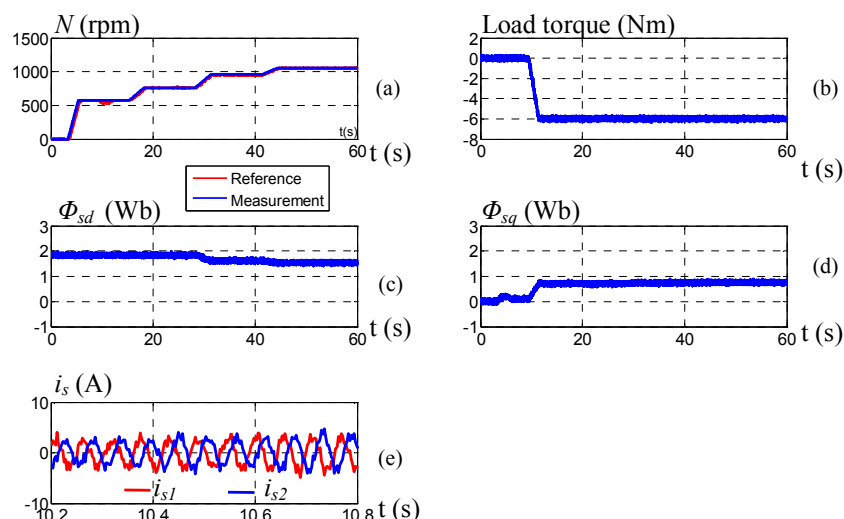 N (rpm)
1500
1000
500
0
0
20
40
60
t(s)
t (s)
(a)
Load torque (Nm)
2
0
-2
-4
-6
-8
0
20
40
60
t (s)
(b)
Reference
Measurement
Φsd (Wb)
3
2
1
0
-1
0
20
40
60
t (s)
(c)
Φsq (Wb)
3
2
1
0
-1
0
20
40
60
t (s)
(d)
is (A)
10
0
-10
is1
is2
10.2
10.4
10.6
10.8
t (s)
(e)